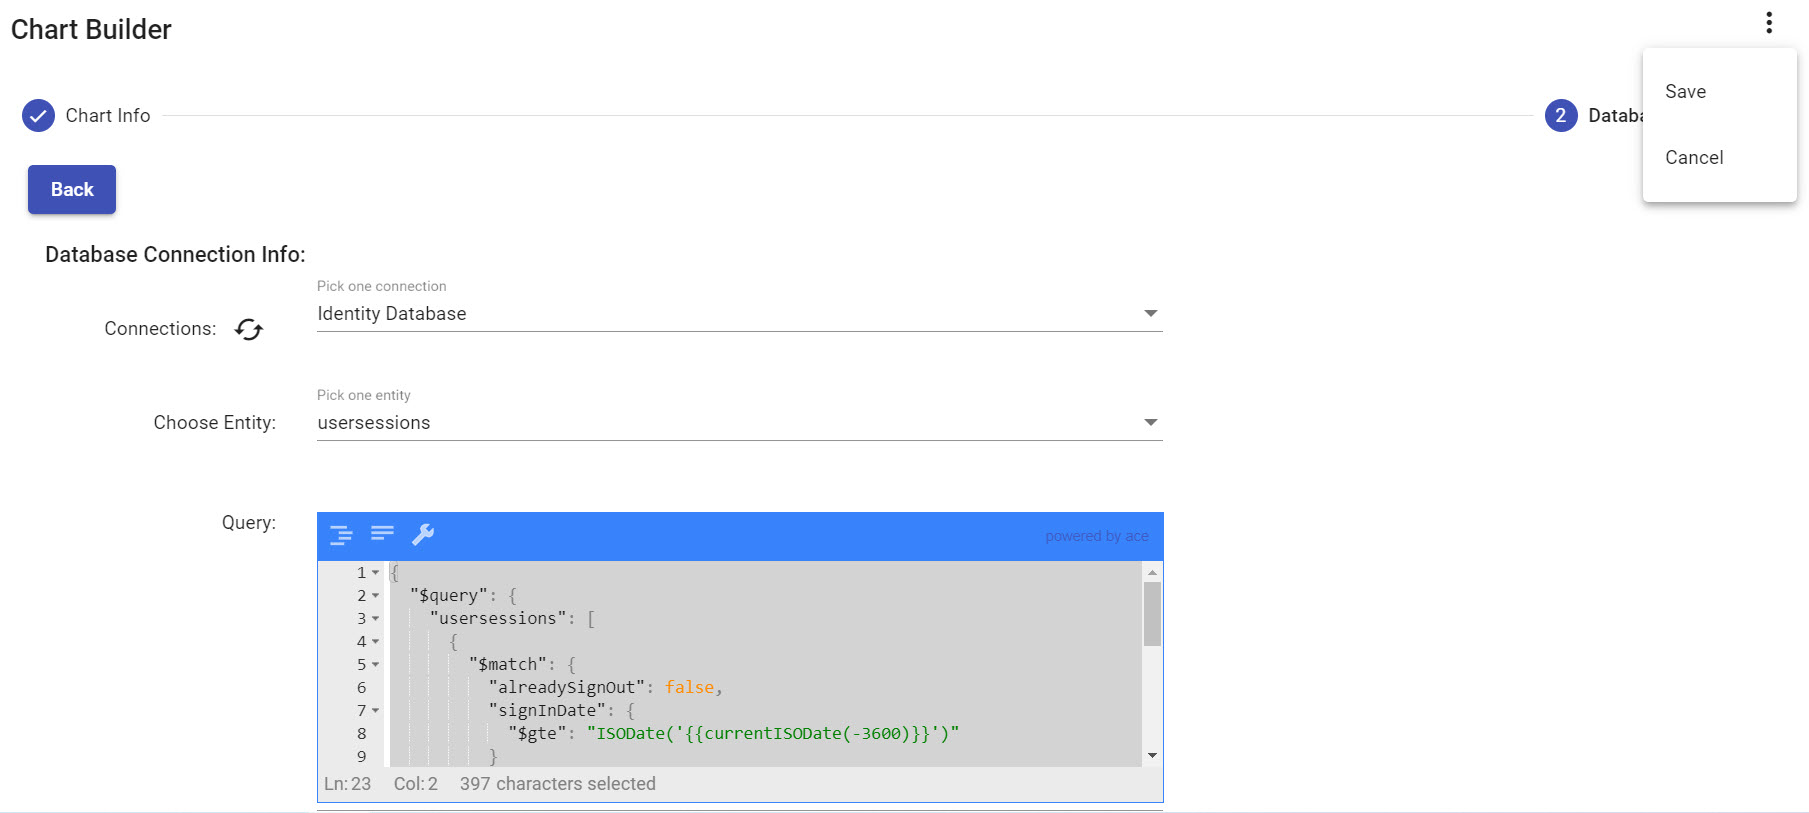 Chart Builder
Save
Cancel
Chart Info
2 Databa
Back
Database Connection Info:
Pick one connection
Connections: Identity Database
Pick one entity
Choose Entity: usersessions
Query:
powered by ace
1 {
2 "$query": {
3 "usersessions": [
4 {
5 "$match": {
6 "alreadySignOut": false,
7 "signInDate": {
8 "$gte": "ISODate('{{currentISODate(-3600)}}')"
9 }
Ln: 23 Col: 2 397 characters selected